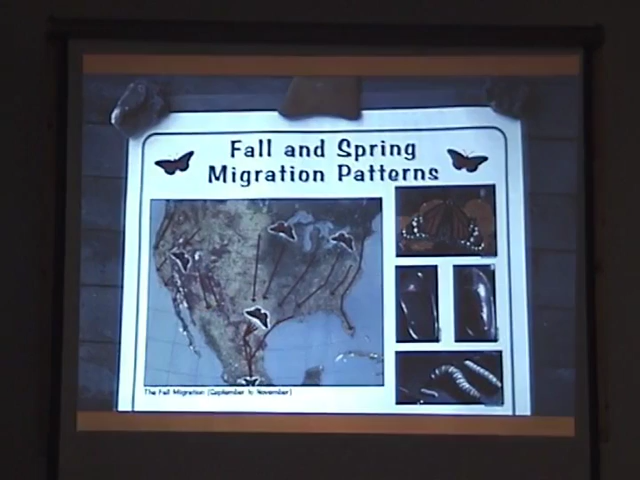 Fall and Spring
Migration Patterns
The Fall Migration (September to November)